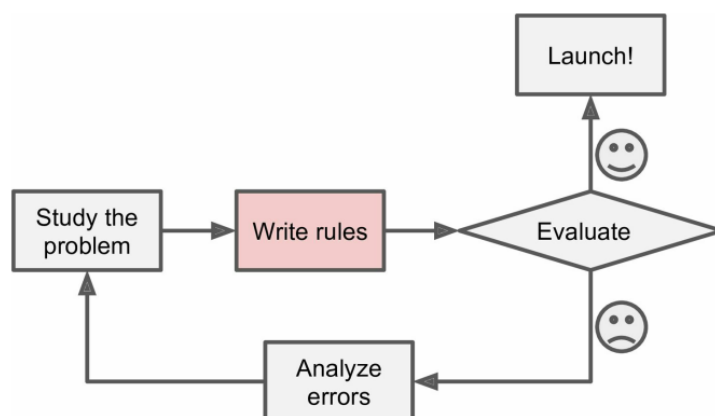 Launch!
Study the
problem
Write rules
Evaluate
Analyze
errors